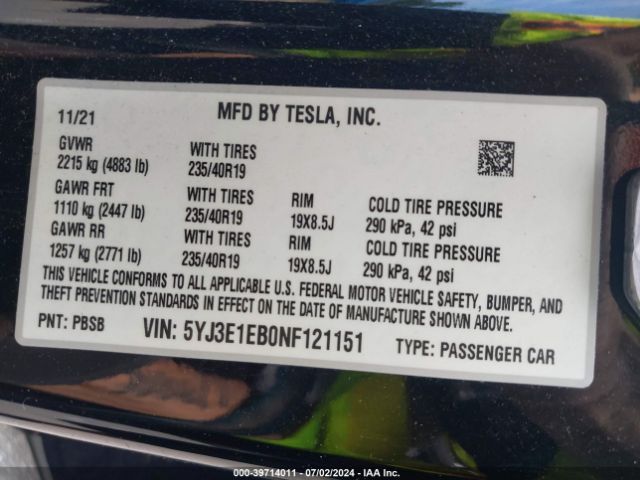 11/21 MFD BY TESLA, INC.
GVWR
2215 kg (4883 lb) WITH TIRES 235/40R19
GAWR FRT
1110 kg (2447 lb) WITH TIRES 235/40R19 RIM 19X8.5J COLD TIRE PRESSURE 290 kPa, 42 psi
GAWR RR
1257 kg (2771 lb) WITH TIRES 235/40R19 RIM 19X8.5J COLD TIRE PRESSURE 290 kPa, 42 psi
THIS VEHICLE CONFORMS TO ALL APPLICABLE U.S. FEDERAL MOTOR VEHICLE SAFETY, BUMPER, AND
THEFT PREVENTION STANDARDS IN EFFECT ON THE DATE OF MANUFACTURE SHOWN ABOVE.
PNT: PBSB VIN: 5YJ3E1EB0NF121151 TYPE: PASSENGER CAR
000-39714011 - 07/02/2024 - IAA Inc.